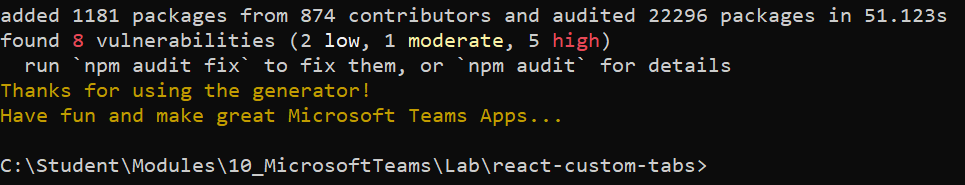 added 1181 packages from 874 contributors and audited 22296 packages in 51.123s
found 8 vulnerabilities (2 low, 1 moderate, 5 high)
  run `npm audit fix` to fix them, or `npm audit` for details
Thanks for using the generator!
Have fun and make great Microsoft Teams Apps...
C:\Student\Modules\10_MicrosoftTeams\Lab\react-custom-tabs>